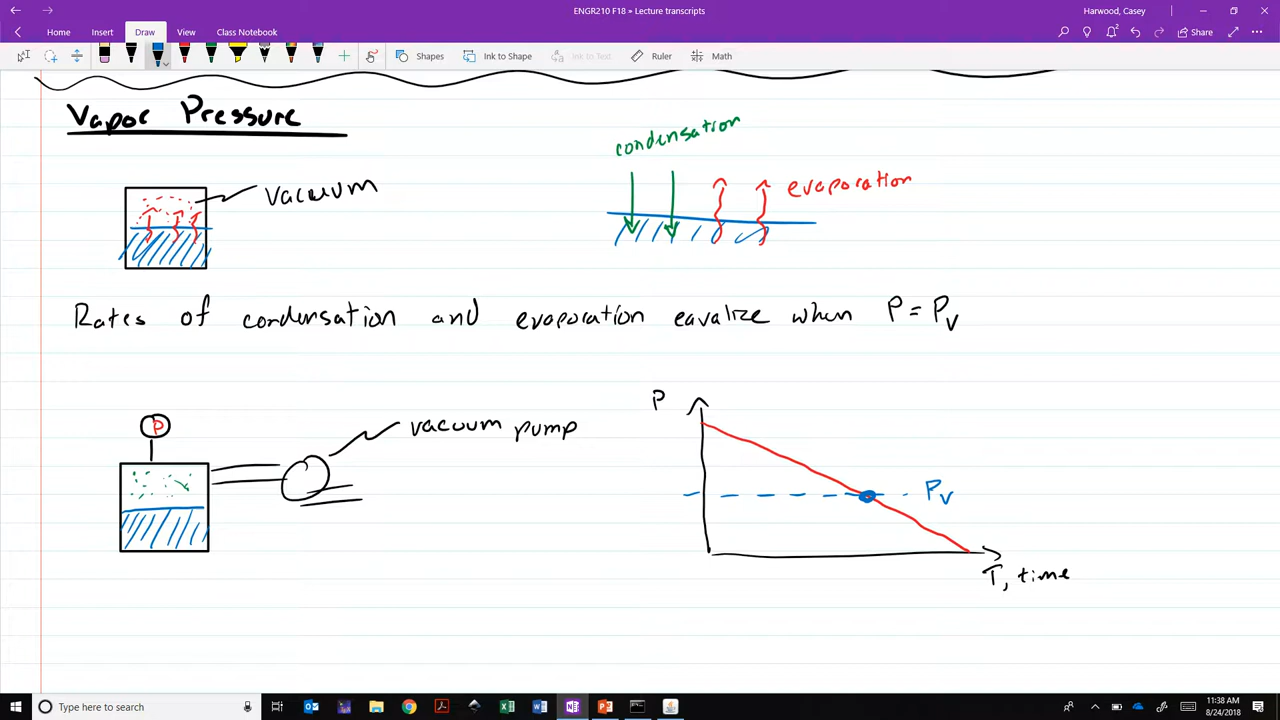 ENGR210 F18 » Lecture transcripts
Harwood, Casey
Home Insert Draw View Class Notebook
Share
Shapes Ink to Shape Ink to Text Ruler Math
Vapor Pressure
vacuum
condensation
evaporation
Rates of condensation and evaporation eavalize when P = Pv
P
vacuum pump
P
Pv
T, time
Type here to search
11:38 AM
8/24/2018